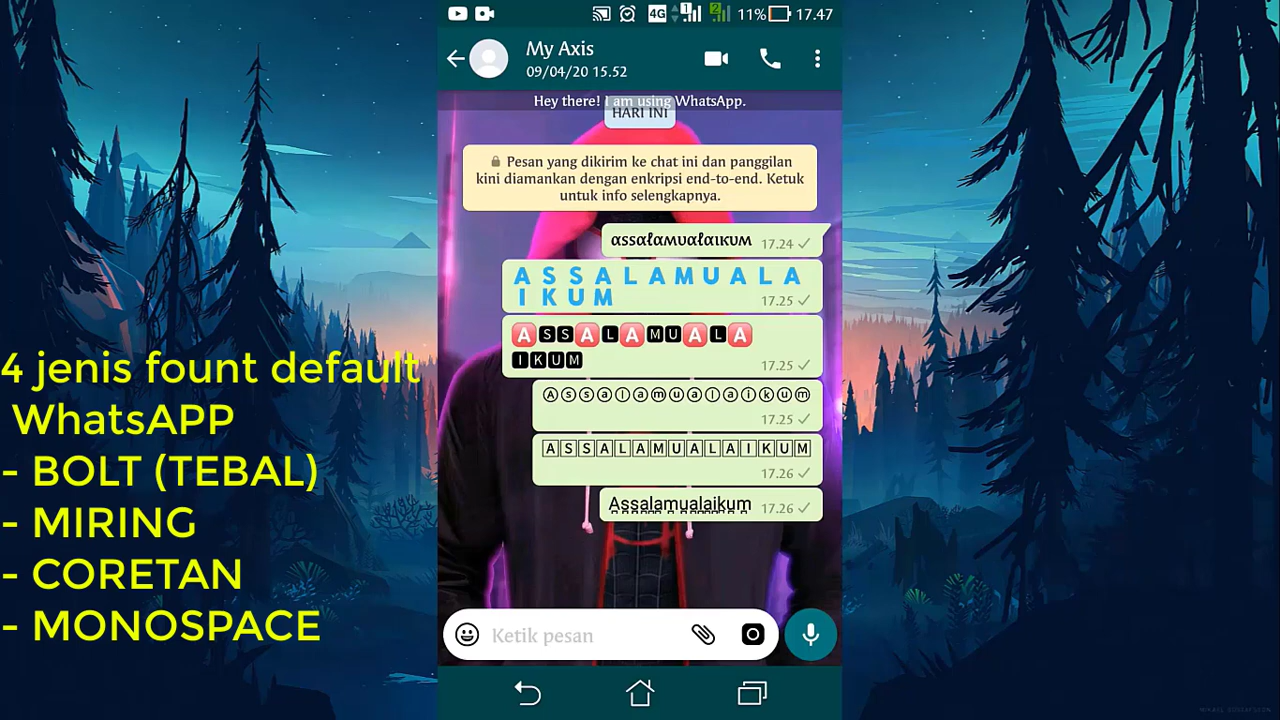 4G
1
2
11%
17.47
My Axis
09/04/20 15.52
Hey there! I am using WhatsApp.
HARI INI
Pesan yang dikirim ke chat ini dan panggilan
kini diamankan dengan enkripsi end-to-end. Ketuk
untuk info selengkapnya.
assalamualaikum 17.24
A S S A L A M U A L A
I K U M 17.25
🅰🆂🆂🅰🅻🅰🅼🆄🅰🅻🅰
🅸🅺🆄🅼 17.25
Ⓐⓢⓢⓐⓛⓐⓜⓤⓐⓛⓐⓘⓚⓤⓜ
17.25
🄰🅂🅂🄰🄻🄰🄼🅄🄰🄻🄰🄸🄺🅄🄼
17.26
Assalamualaikum 17.26
4 jenis fount default
WhatsAPP
- BOLT (TEBAL)
- MIRING
- CORETAN
- MONOSPACE
Ketik pesan